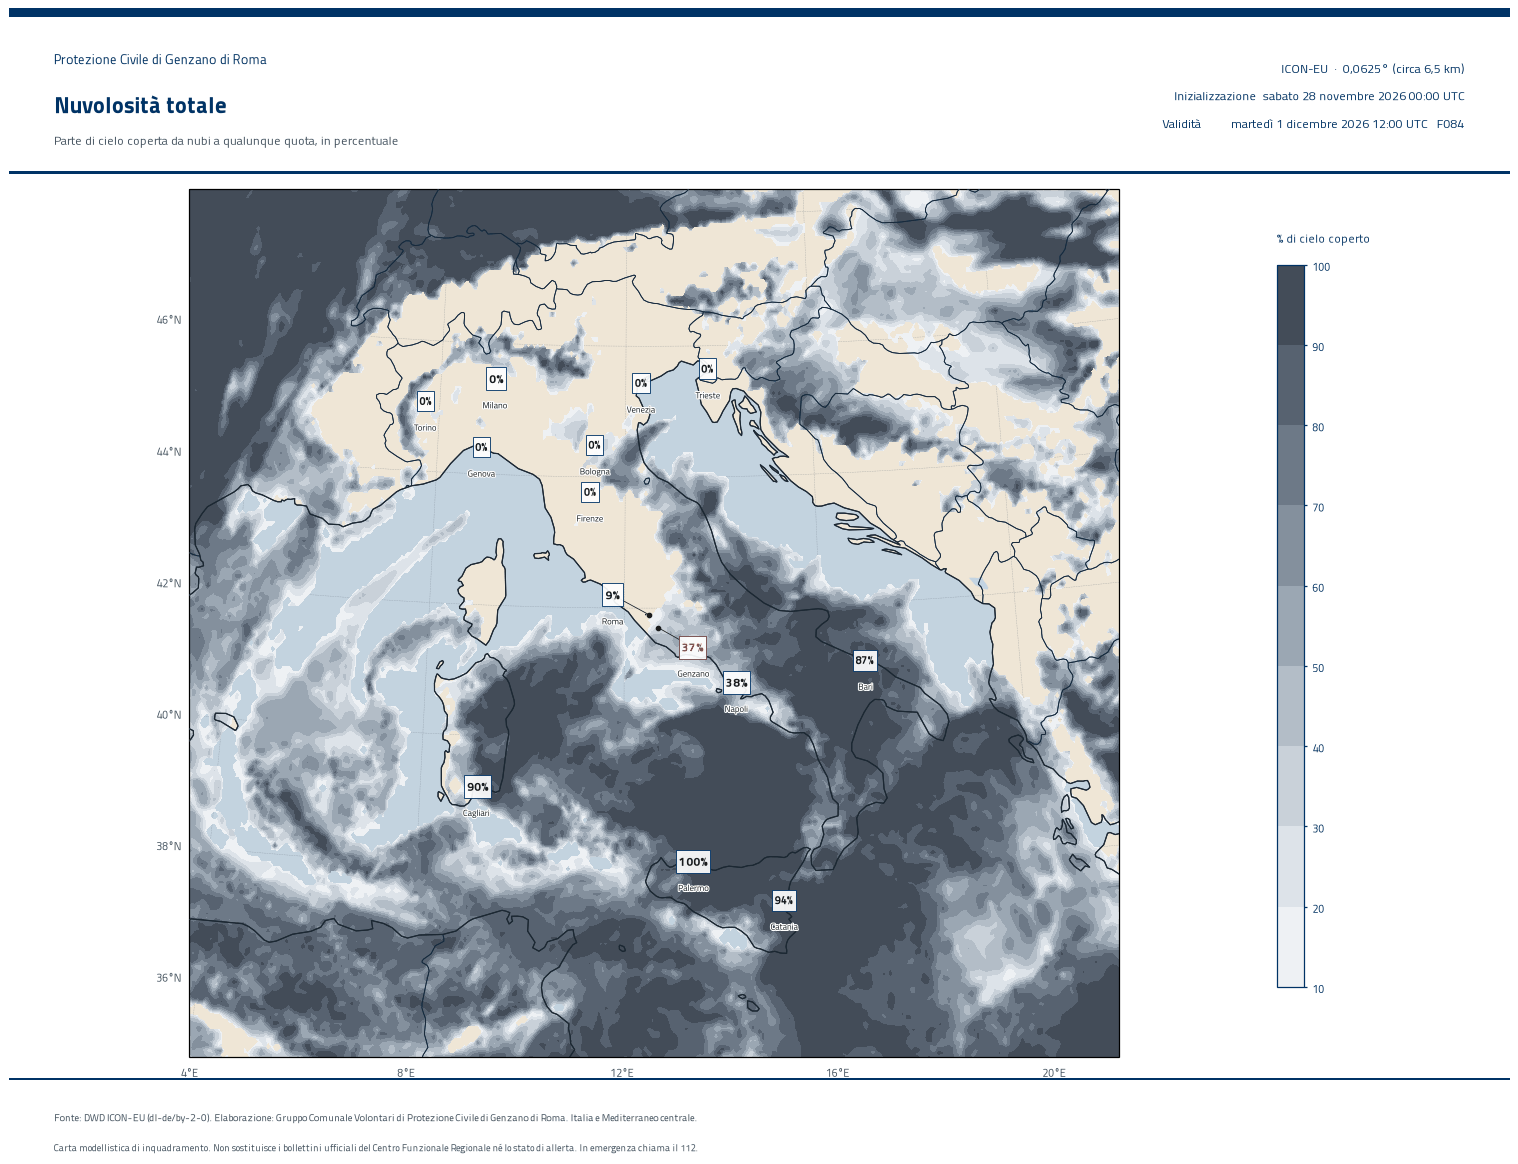 Protezione Civile di Genzano di Roma
Nuvolosità totale
Parte di cielo coperta da nubi a qualunque quota, in percentuale
ICON-EU · 0,0625° (circa 6,5 km)
Inizializzazione sabato 28 novembre 2026 00:00 UTC
Validità martedì 1 dicembre 2026 12:00 UTC F084
% di cielo coperto
100
90
80
70
60
50
40
30
20
10
46°N
44°N
42°N
40°N
38°N
36°N
4°E
8°E
12°E
16°E
20°E
0%
Trieste
0%
Milano
0%
Venezia
0%
Torino
0%
Genova
0%
Bologna
0%
Firenze
9%
Roma
37%
Genzano
38%
Napoli
87%
Bari
90%
Cagliari
100%
Palermo
94%
Catania
Fonte: DWD ICON-EU (dl-de/by-2-0). Elaborazione: Gruppo Comunale Volontari di Protezione Civile di Genzano di Roma. Italia e Mediterraneo centrale.
Carta modellistica di inquadramento. Non sostituisce i bollettini ufficiali del Centro Funzionale Regionale né lo stato di allerta. In emergenza chiama il 112.